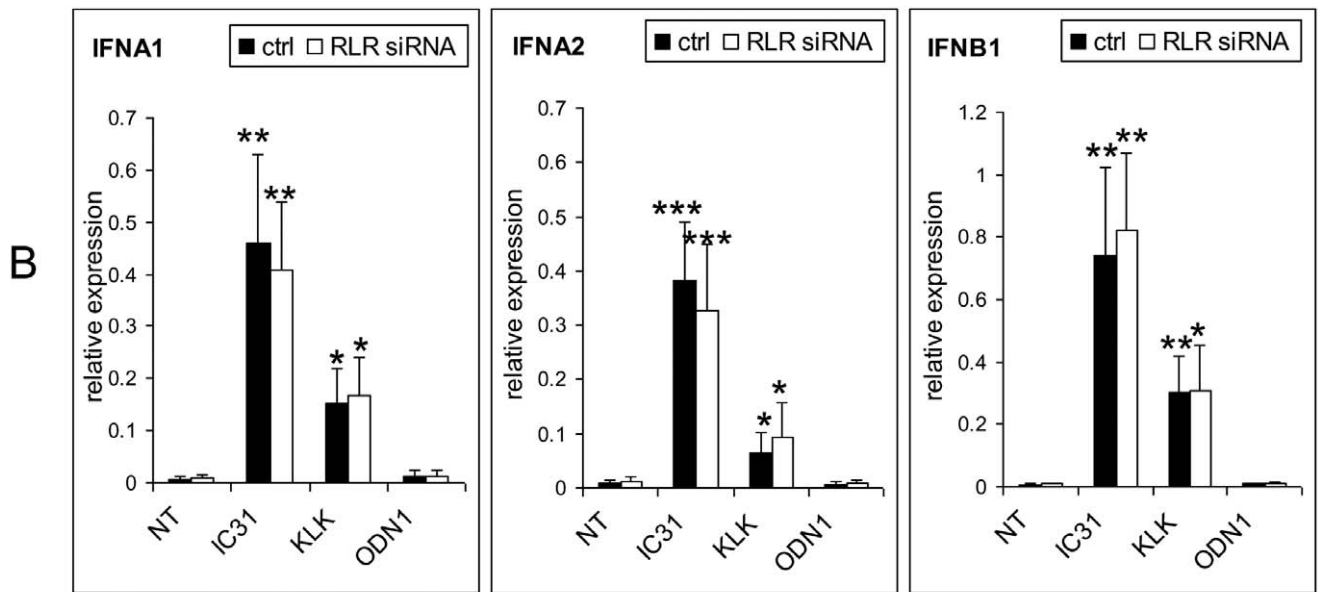 B
IFNA1
ctrl RLR siRNA
relative expression
0.7
0.6
0.5
0.4
0.3
0.2
0.1
0
** **
* *
NT IC31 KLK ODN1
IFNA2
ctrl RLR siRNA
relative expression
0.7
0.6
0.5
0.4
0.3
0.2
0.1
0
*** ***
* *
NT IC31 KLK ODN1
IFNB1
ctrl RLR siRNA
relative expression
1.2
1
0.8
0.6
0.4
0.2
0
** **
** *
NT IC31 KLK ODN1